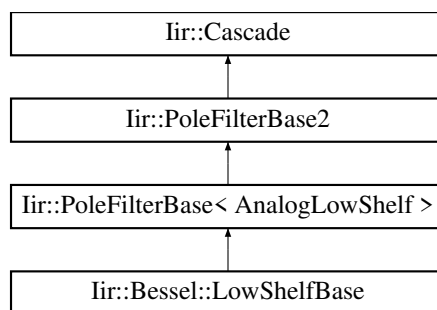 Iir::Cascade
Iir::PoleFilterBase2
Iir::PoleFilterBase< AnalogLowShelf >
Iir::Bessel::LowShelfBase